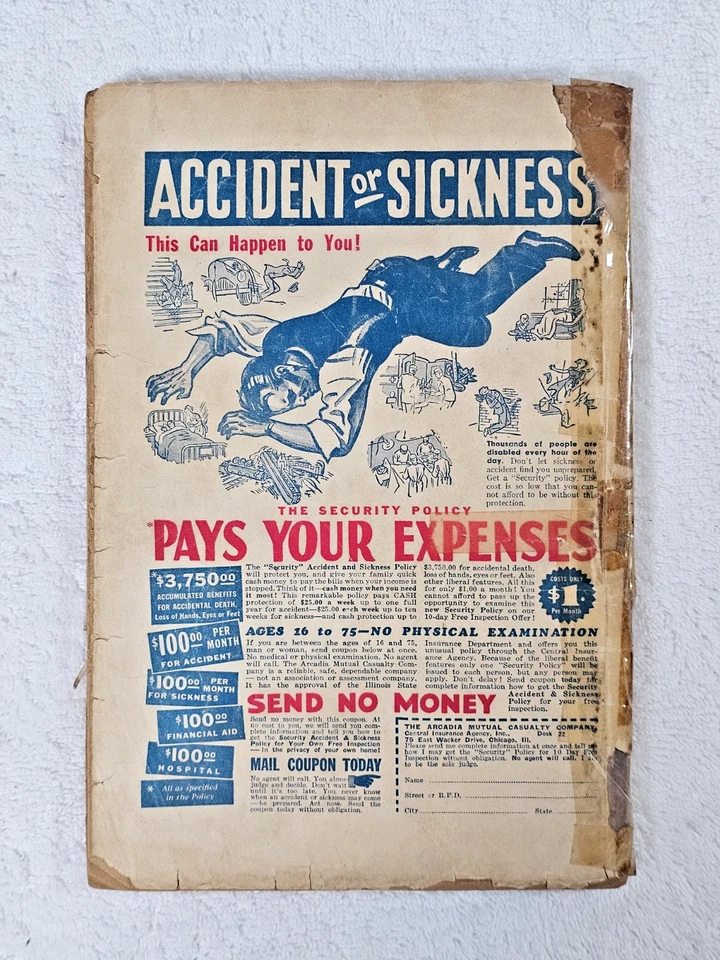 ACCIDENT or SICKNESS
This Can Happen to You!
Thousands of people are
disabled every hour of the
day. Don't let sickness or
accident find you unprepared.
Get a "Security" policy. The
cost is so low that you can-
not afford to be without this
protection.
THE SECURITY POLICY
*PAYS YOUR EXPENSES
*$3,750.00
ACCUMULATED BENEFITS
FOR ACCIDENTAL DEATH,
Loss of Hands, Eyes or Feet
$100.00 PER MONTH
FOR ACCIDENT
$100.00 PER MONTH
FOR SICKNESS
$100.00
FINANCIAL AID
$100.00
HOSPITAL
* All as specified
in the Policy
The "Security" Accident and Sickness Policy
will protect you, and give your family quick
cash money to pay the bills when your income is
stopped. Think of it—cash money when you need
it most! This remarkable policy pays CASH
protection of $25.00 a week up to one full
year for accident—$25.00 each week up to ten
weeks for sickness—and cash protection up to
$3,750.00 for accidental death,
loss of hands, eyes or feet. Also
other liberal features. All this
for only $1.00 a month! You
cannot afford to pass up the
opportunity to examine this
new Security Policy on our
10-day Free Inspection Offer!
COSTS ONLY
$1.
Per Month
AGES 16 to 75—NO PHYSICAL EXAMINATION
If you are between the ages of 16 and 75,
man or woman, send coupon below at once.
No medical or physical examination. No agent
will call. The Arcadia Mutual Casualty Com-
pany is a reliable, safe, dependable company
—not an association or assessment company.
It has the approval of the Illinois State
Insurance Department and offers you this
unusual policy through the Central Insur-
ance Agency. Because of the liberal benefit
features only one "Security Policy" will be
issued to each person, but any person may
apply. Don't delay! Send coupon today for
complete information how to get the Security
Accident & Sickness
Policy for your free
inspection.
SEND NO MONEY
Send no money with this coupon. At
no cost to you, we will send you com-
plete information and tell you how to
get the Security Accident & Sickness
Policy for Your Own Free Inspection
—in the privacy of your own home!
MAIL COUPON TODAY
No agent will call. You alone
judge and decide. Don't wait
until it's too late. You never know
when an accident or sickness may come
—be prepared. Act now. Send the
coupon today without obligation.
THE ARCADIA MUTUAL CASUALTY COMPANY,
Central Insurance Agency, Inc., Desk 22
75 East Wacker Drive, Chicago, Ill.
Please send me complete information at once and tell me
how I may get the "Security" Policy for 10 Day Free
Inspection without obligation. No agent will call. I am
to be the sole judge.
Name
Street or R.F.D.
City State